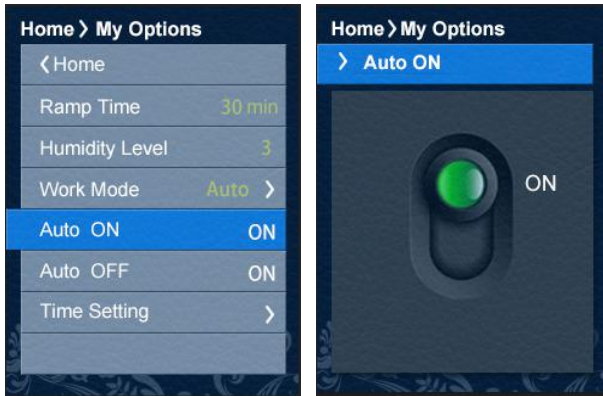 Home > My Options
< Home
Ramp Time 30 min
Humidity Level 3
Work Mode Auto >
Auto ON ON
Auto OFF ON
Time Setting >
Home > My Options
> Auto ON
ON